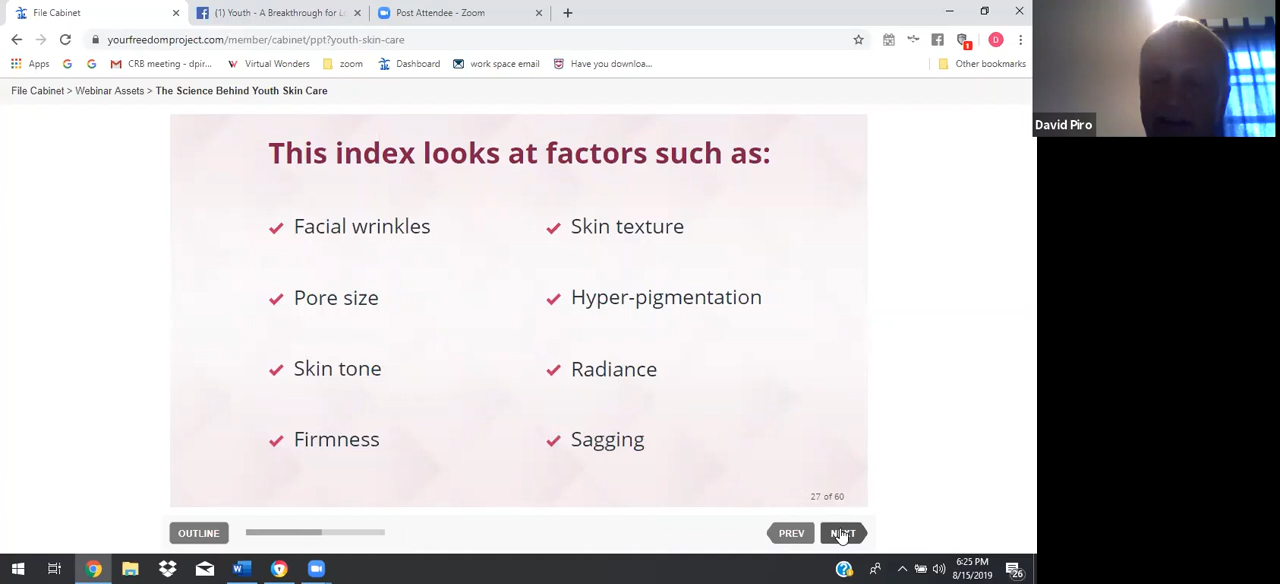 File Cabinet
(1) Youth - A Breakthrough for L
Post Attendee - Zoom
yourfreedomproject.com/member/cabinet/ppt?youth-skin-care
Apps
CRB meeting - dpir...
Virtual Wonders
zoom
Dashboard
work space email
Have you downloa...
Other bookmarks
File Cabinet > Webinar Assets > The Science Behind Youth Skin Care
David Piro
This index looks at factors such as:
Facial wrinkles
Skin texture
Pore size
Hyper-pigmentation
Skin tone
Radiance
Firmness
Sagging
27 of 60
OUTLINE
PREV
NEXT
6:25 PM
8/15/2019
26